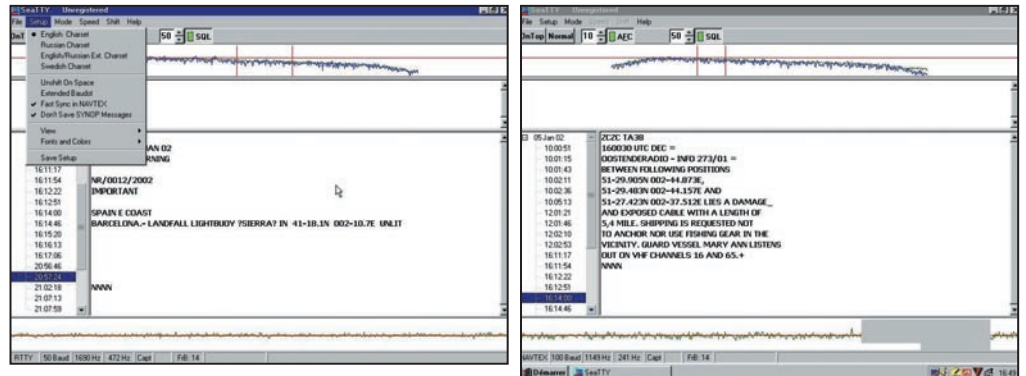 SeaTTY Unregistered
File Setup Mode Speed Shift Help
50 SQL
English Charset
Russian Charset
English/Russian Ext. Charset
Swedish Charset
Unshift On Space
Extended Baudot
Fast Sync in NAVTEX
Don't Save SYNOP Messages
View
Fonts and Colors
Save Setup
AN 02
RNING
16:11:17
16:11:54 NR/0012/2002
16:12:22 IMPORTANT
16:12:51
16:14:00 SPAIN E COAST
16:14:46 BARCELONA.- LANDFALL LIGHTBUOY ?SIERRA? IN 41-18.1N 002-10.7E UNLIT
16:15:20
16:16:13
16:17:06
20:56:46
20:57:24
21:02:18 NNNN
21:07:13
21:07:59
RTTY 50 Baud 1690 Hz 472 Hz Capt FrB: 14
SeaTTY Unregistered
File Setup Mode Speed Shift Help
OnTop Normal 10 AFC 50 SQL
05 Jan 02 ZCZC TA38
10:00:51 160030 UTC DEC =
10:01:15 OOSTENDERADIO - INFO 273/01 =
10:01:43 BETWEEN FOLLOWING POSITIONS
10:02:11 51-29.905N 002-44.073E,
10:02:36 51-29.483N 002-44.157E AND
10:05:13 51-27.423N 002-37.512E LIES A DAMAGE_
12:01:21 AND EXPOSED CABLE WITH A LENGTH OF
12:01:46 5,4 MILE. SHIPPING IS REQUESTED NOT
12:02:10 TO ANCHOR NOR USE FISHING GEAR IN THE
12:02:53 VICINITY. GUARD VESSEL MARY ANN LISTENS
16:11:17 OUT ON VHF CHANNELS 16 AND 65.+
16:11:54 NNNN
16:12:22
16:12:51
16:14:00
16:14:46
NAVTEX 100 Baud 1149 Hz 241 Hz Capt FrB: 14
Démarrer SeaTTY 16:49